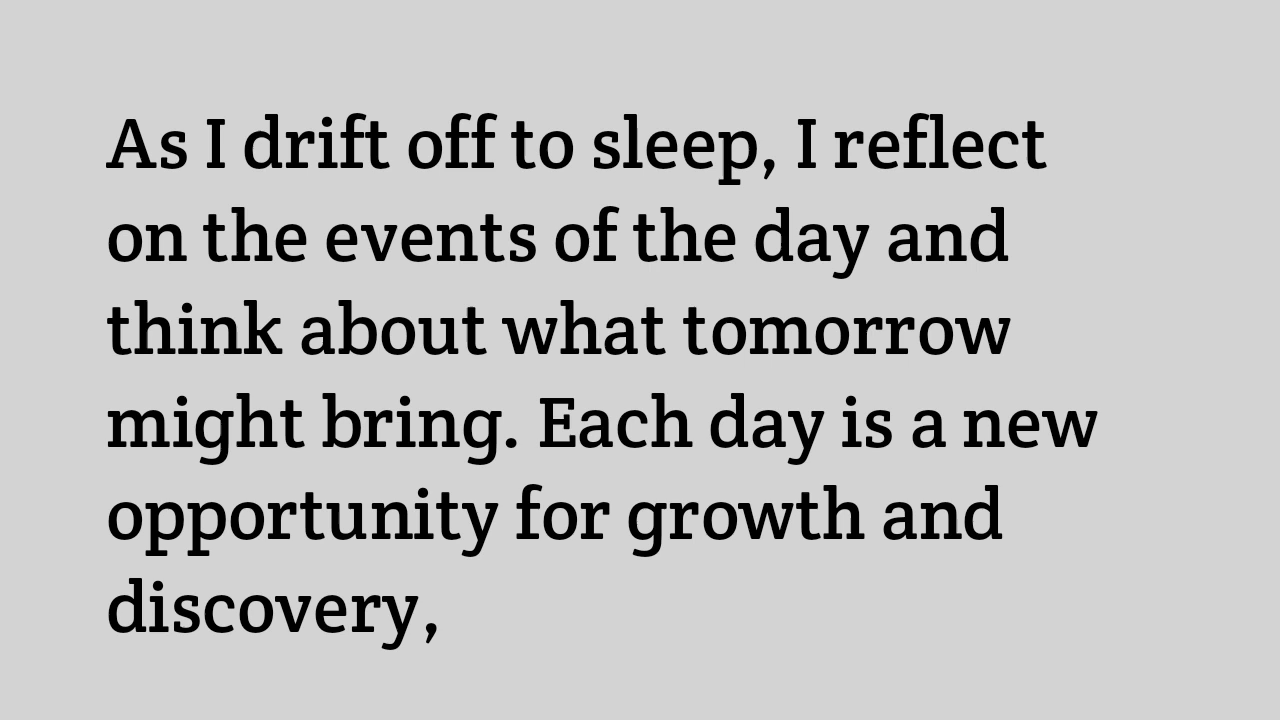 As I drift off to sleep, I reflect
on the events of the day and
think about what tomorrow
might bring. Each day is a new
opportunity for growth and
discovery,